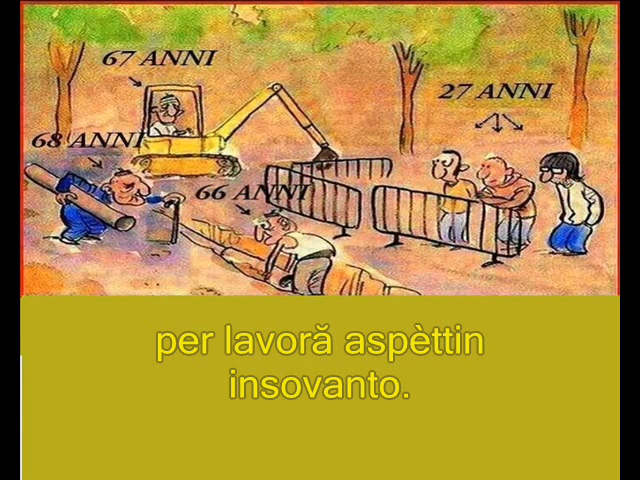 67 ANNI
27 ANNI
68 ANNI
66 ANNI
per lavoră aspèttin
insovanto.